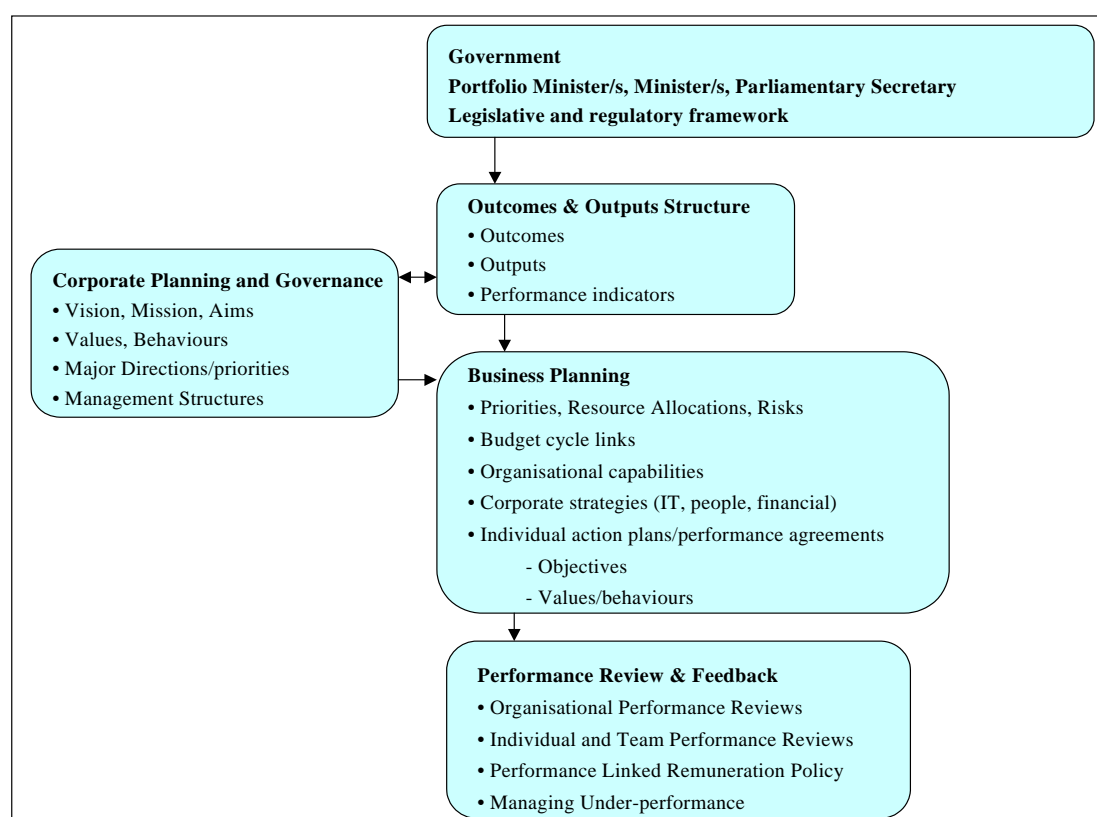 Government
Portfolio Minister/s, Minister/s, Parliamentary Secretary
Legislative and regulatory framework
Outcomes & Outputs Structure
• Outcomes
• Outputs
• Performance indicators
Corporate Planning and Governance
• Vision, Mission, Aims
• Values, Behaviours
• Major Directions/priorities
• Management Structures
Business Planning
• Priorities, Resource Allocations, Risks
• Budget cycle links
• Organisational capabilities
• Corporate strategies (IT, people, financial)
• Individual action plans/performance agreements
- Objectives
- Values/behaviours
Performance Review & Feedback
• Organisational Performance Reviews
• Individual and Team Performance Reviews
• Performance Linked Remuneration Policy
• Managing Under-performance